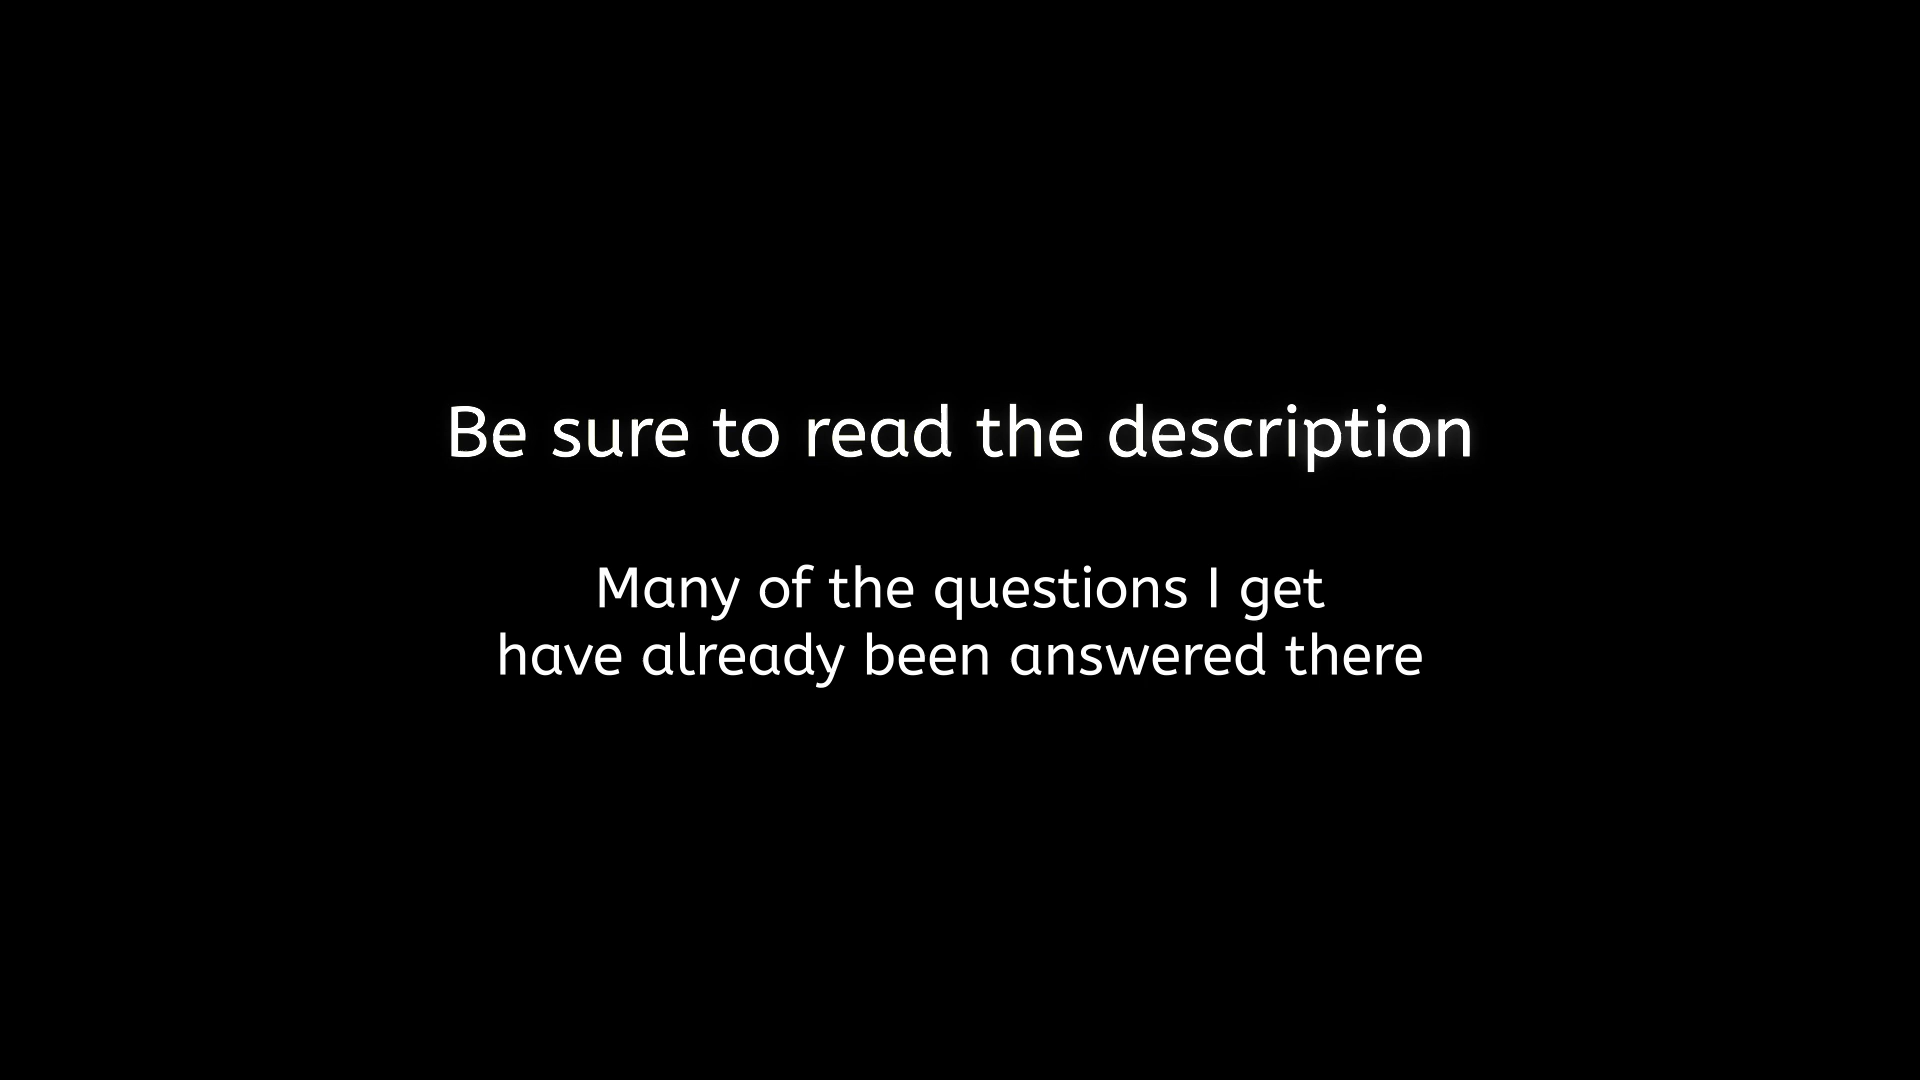 Be sure to read the description
Many of the questions I get
have already been answered there